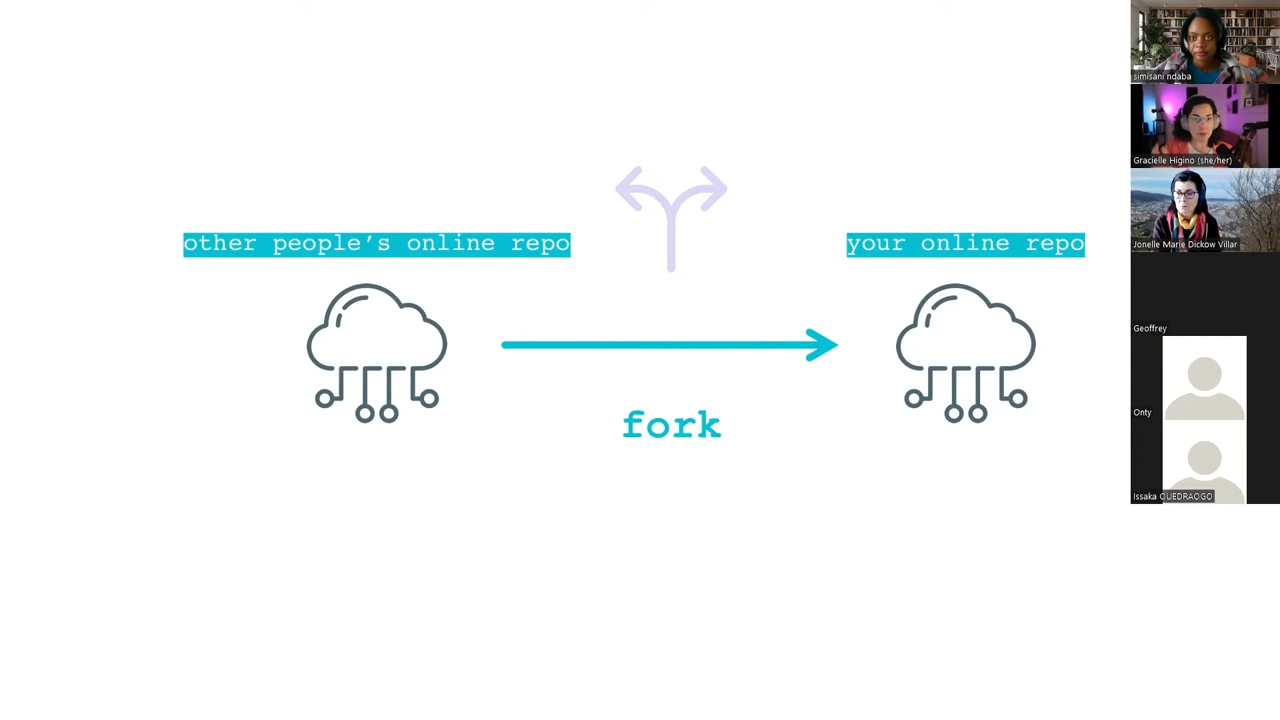 other people’s online repo
your online repo
fork
simisani ndaba
Gracielle Higino (she/her)
Jonelle Marie Dickow Villar
Geoffrey
Onty
Issaka OUEDRAOGO